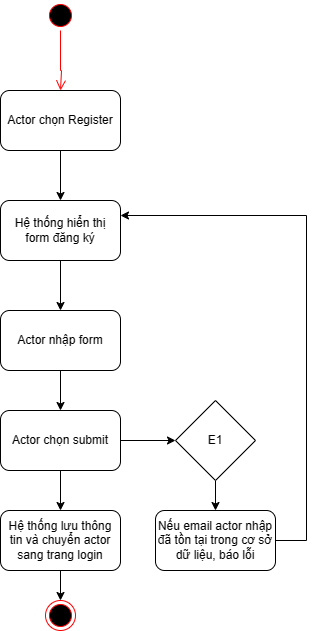 Actor chọn Register
Hệ thống hiển thị
form đăng ký
Actor nhập form
Actor chọn submit
E1
Hệ thống lưu thông
tin và chuyển actor
sang trang login
Nếu email actor nhập
đã tồn tại trong cơ sở
dữ liệu, báo lỗi